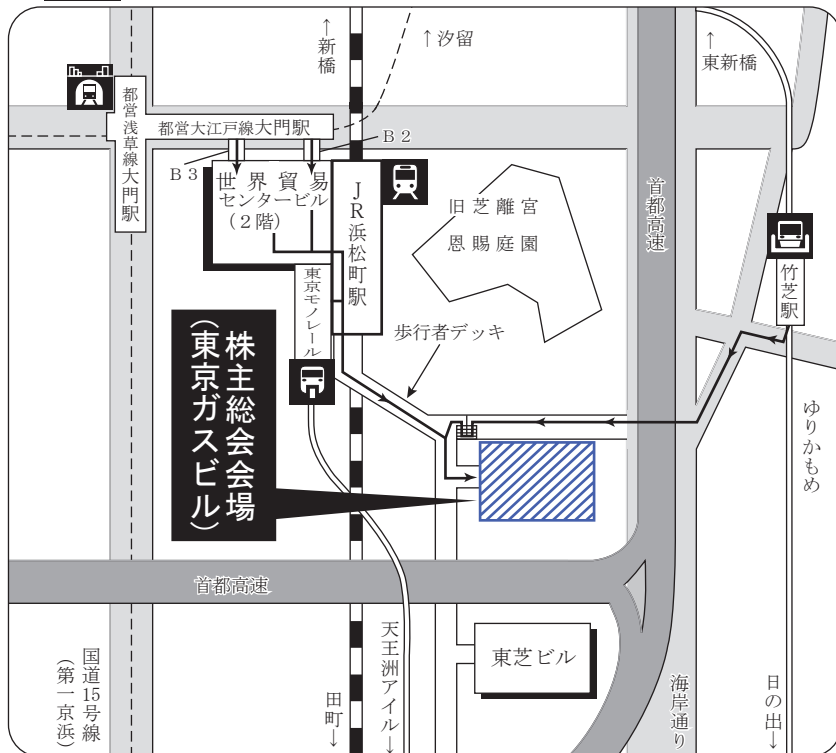 ↑新橋
↑汐留
↑東新橋
都営浅草線大門駅
都営大江戸線大門駅
B3
B2
世界貿易
センタービル
(2階)
JR浜松町駅
旧芝離宮
恩賜庭園
首都高速
竹芝駅
東京モノレール
歩行者デッキ
株主総会会場
(東京ガスビル)
ゆりかもめ
首都高速
国道15号線
(第一京浜)
田町→
天王洲アイル→
東芝ビル
海岸通り
日の出→